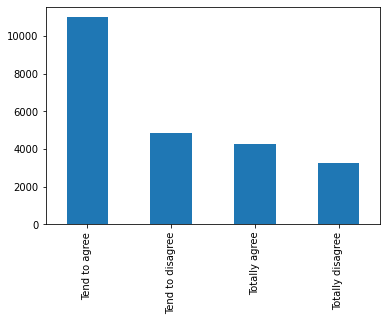 10000
8000
6000
4000
2000
0
Tend to agree
Tend to disagree
Totally agree
Totally disagree